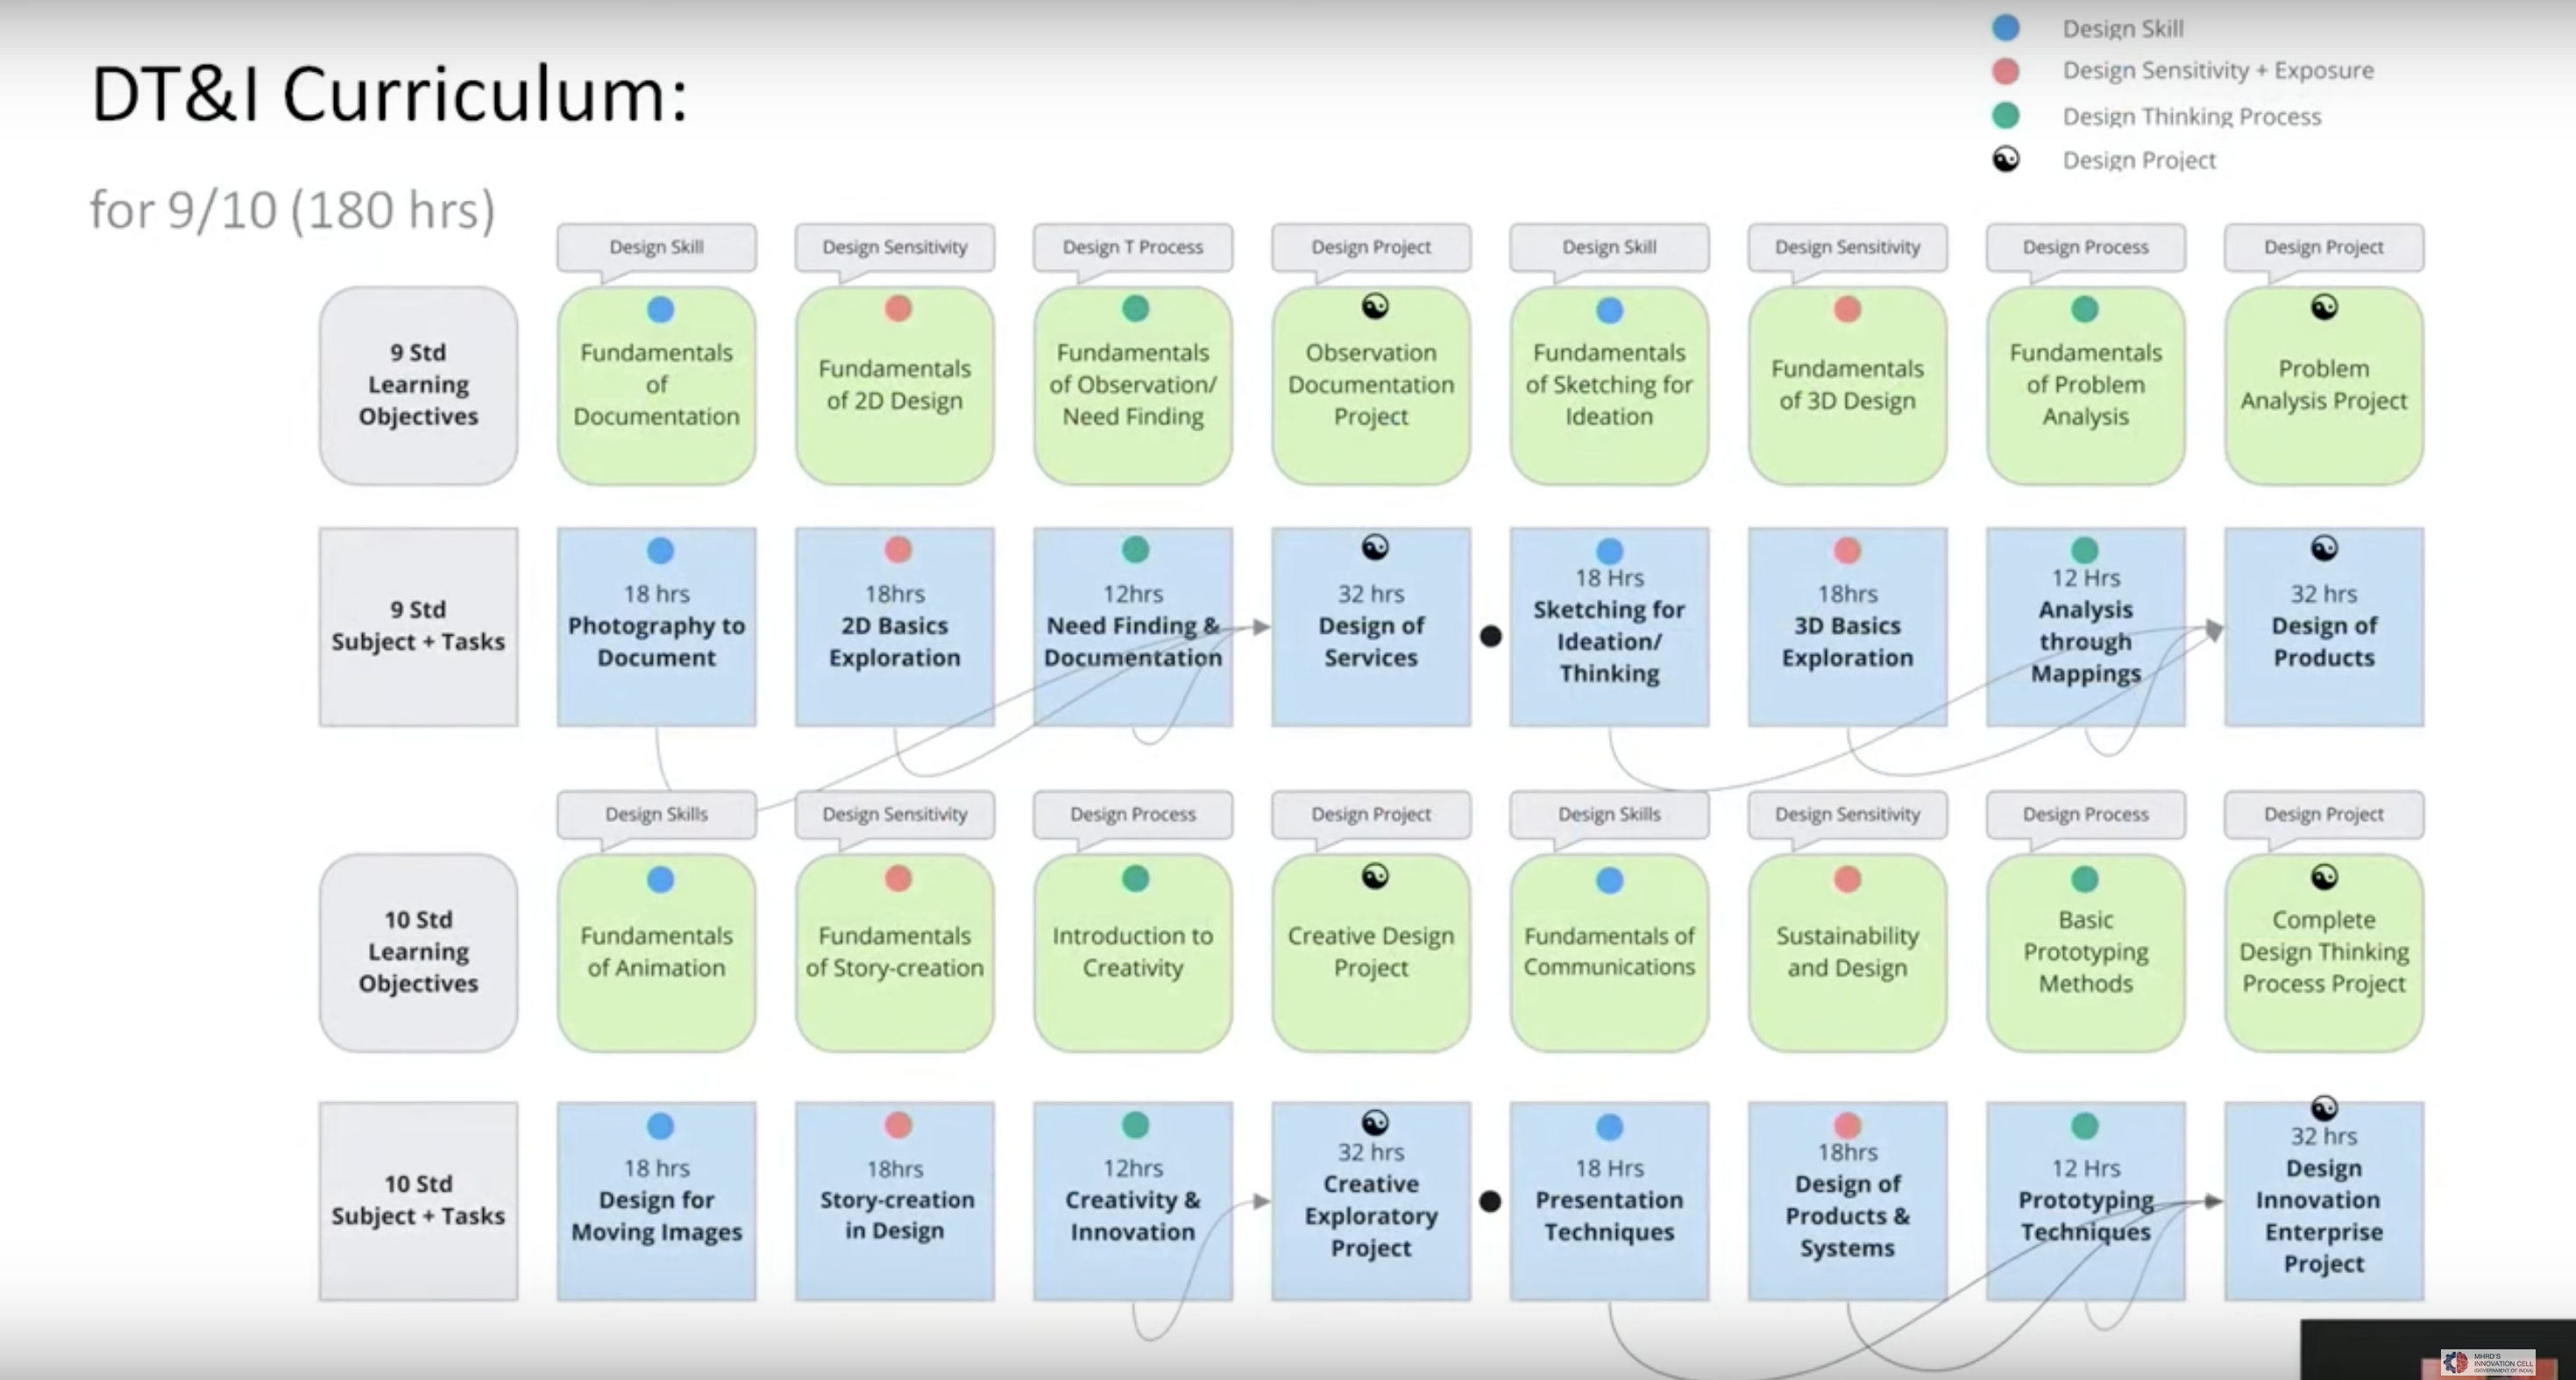 DT&I Curriculum:
for 9/10 (180 hrs)
Design Skill
Design Sensitivity + Exposure
Design Thinking Process
Design Project
Design Skill
Design Sensitivity
Design T Process
Design Project
Design Skill
Design Sensitivity
Design Process
Design Project
9 Std
Learning
Objectives
Fundamentals
of
Documentation
Fundamentals
of 2D Design
Fundamentals
of Observation/
Need Finding
Observation
Documentation
Project
Fundamentals
of Sketching for
Ideation
Fundamentals
of 3D Design
Fundamentals
of Problem
Analysis
Problem
Analysis Project
9 Std
Subject + Tasks
18 hrs
Photography to
Document
18hrs
2D Basics
Exploration
12hrs
Need Finding &
Documentation
32 hrs
Design of
Services
18 Hrs
Sketching for
Ideation/
Thinking
18hrs
3D Basics
Exploration
12 Hrs
Analysis
through
Mappings
32 hrs
Design of
Products
Design Skills
Design Sensitivity
Design Process
Design Project
Design Skills
Design Sensitivity
Design Process
Design Project
10 Std
Learning
Objectives
Fundamentals
of Animation
Fundamentals
of Story-creation
Introduction to
Creativity
Creative Design
Project
Fundamentals of
Communications
Sustainability
and Design
Basic
Prototyping
Methods
Complete
Design Thinking
Process Project
10 Std
Subject + Tasks
18 hrs
Design for
Moving Images
18hrs
Story-creation
in Design
12hrs
Creativity &
Innovation
32 hrs
Creative
Exploratory
Project
18 Hrs
Presentation
Techniques
18hrs
Design of
Products &
Systems
12 Hrs
Prototyping
Techniques
32 hrs
Design
Innovation
Enterprise
Project
MHRD'S
INNOVATION CELL
(GOVERNMENT OF INDIA)